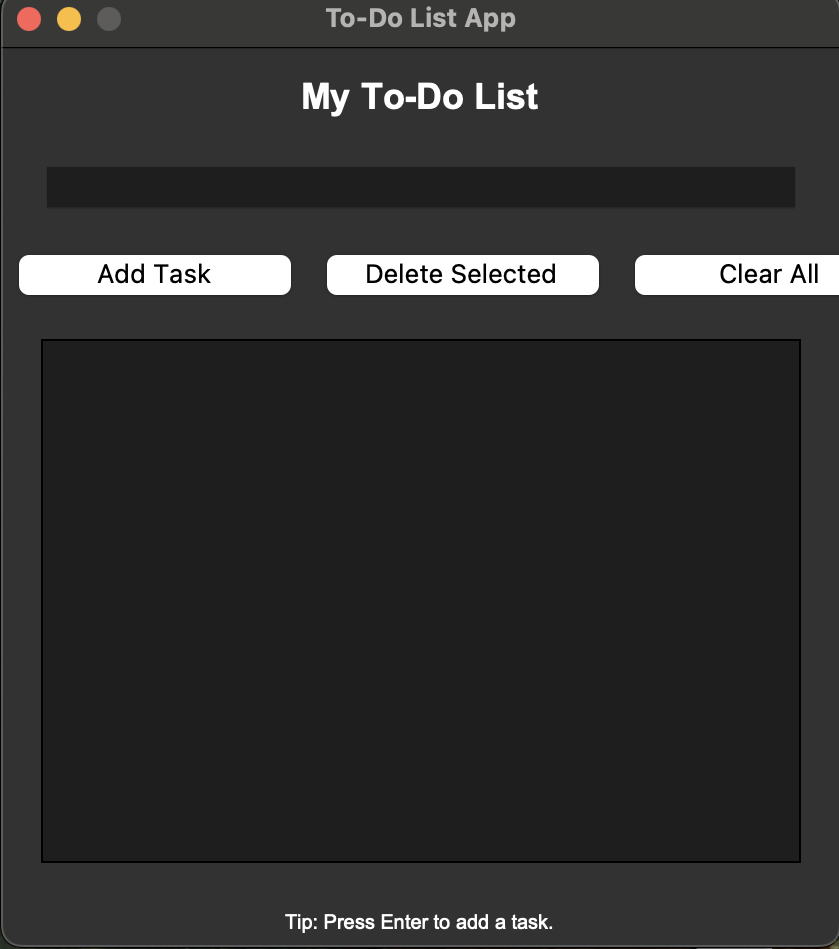 To-Do List App
My To-Do List
Add Task Delete Selected Clear All
Tip: Press Enter to add a task.